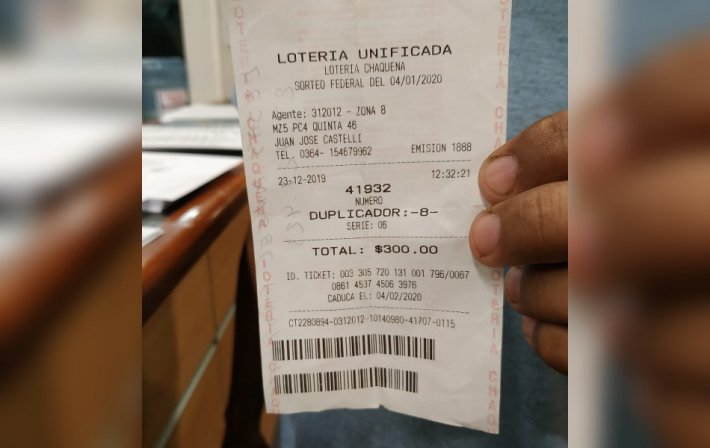 LOTERIA UNIFICADA
LOTERIA CHAQUENA
SORTEO FEDERAL DEL 04/01/2020
Agente: 312012 - ZONA 8
MZ5 PC4 QUINTA 46
JUAN JOSE CASTELLI
TEL. 0364- 154679962 EMISION 1888
23-12-2019 12:32:21
41932
NUMERO
DUPLICADOR:-8-
SERIE: 06
TOTAL: $300.00
ID. TICKET: 003 305 720 131 001 796/0067
0861 4537 4506 3976
CADUCA EL: 04/02/2020
CT2280894-0312012-10140980-41707-0115